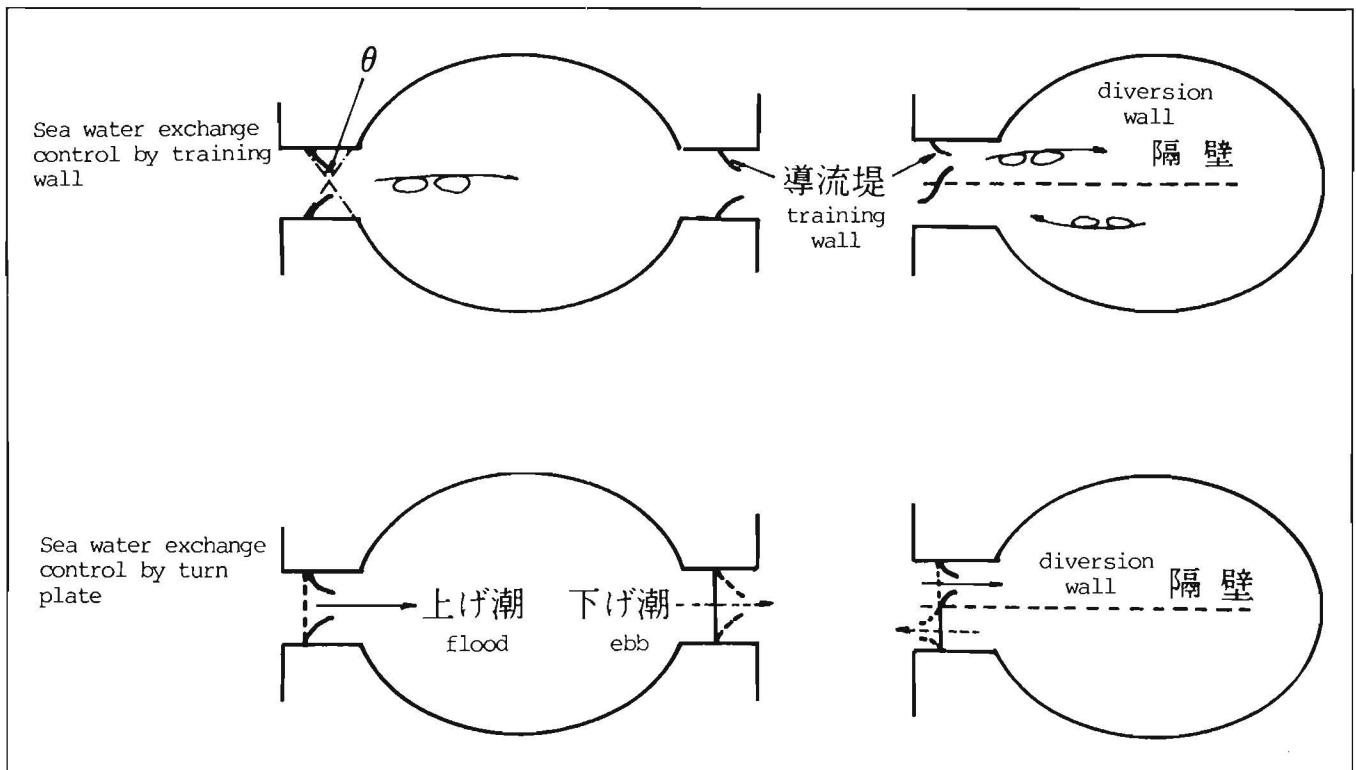 θ
Sea water exchange
control by training
wall
導流堤
training
wall
diversion
wall
隔壁
Sea water exchange
control by turn
plate
上げ潮
flood
下げ潮
ebb
diversion
wall
隔壁